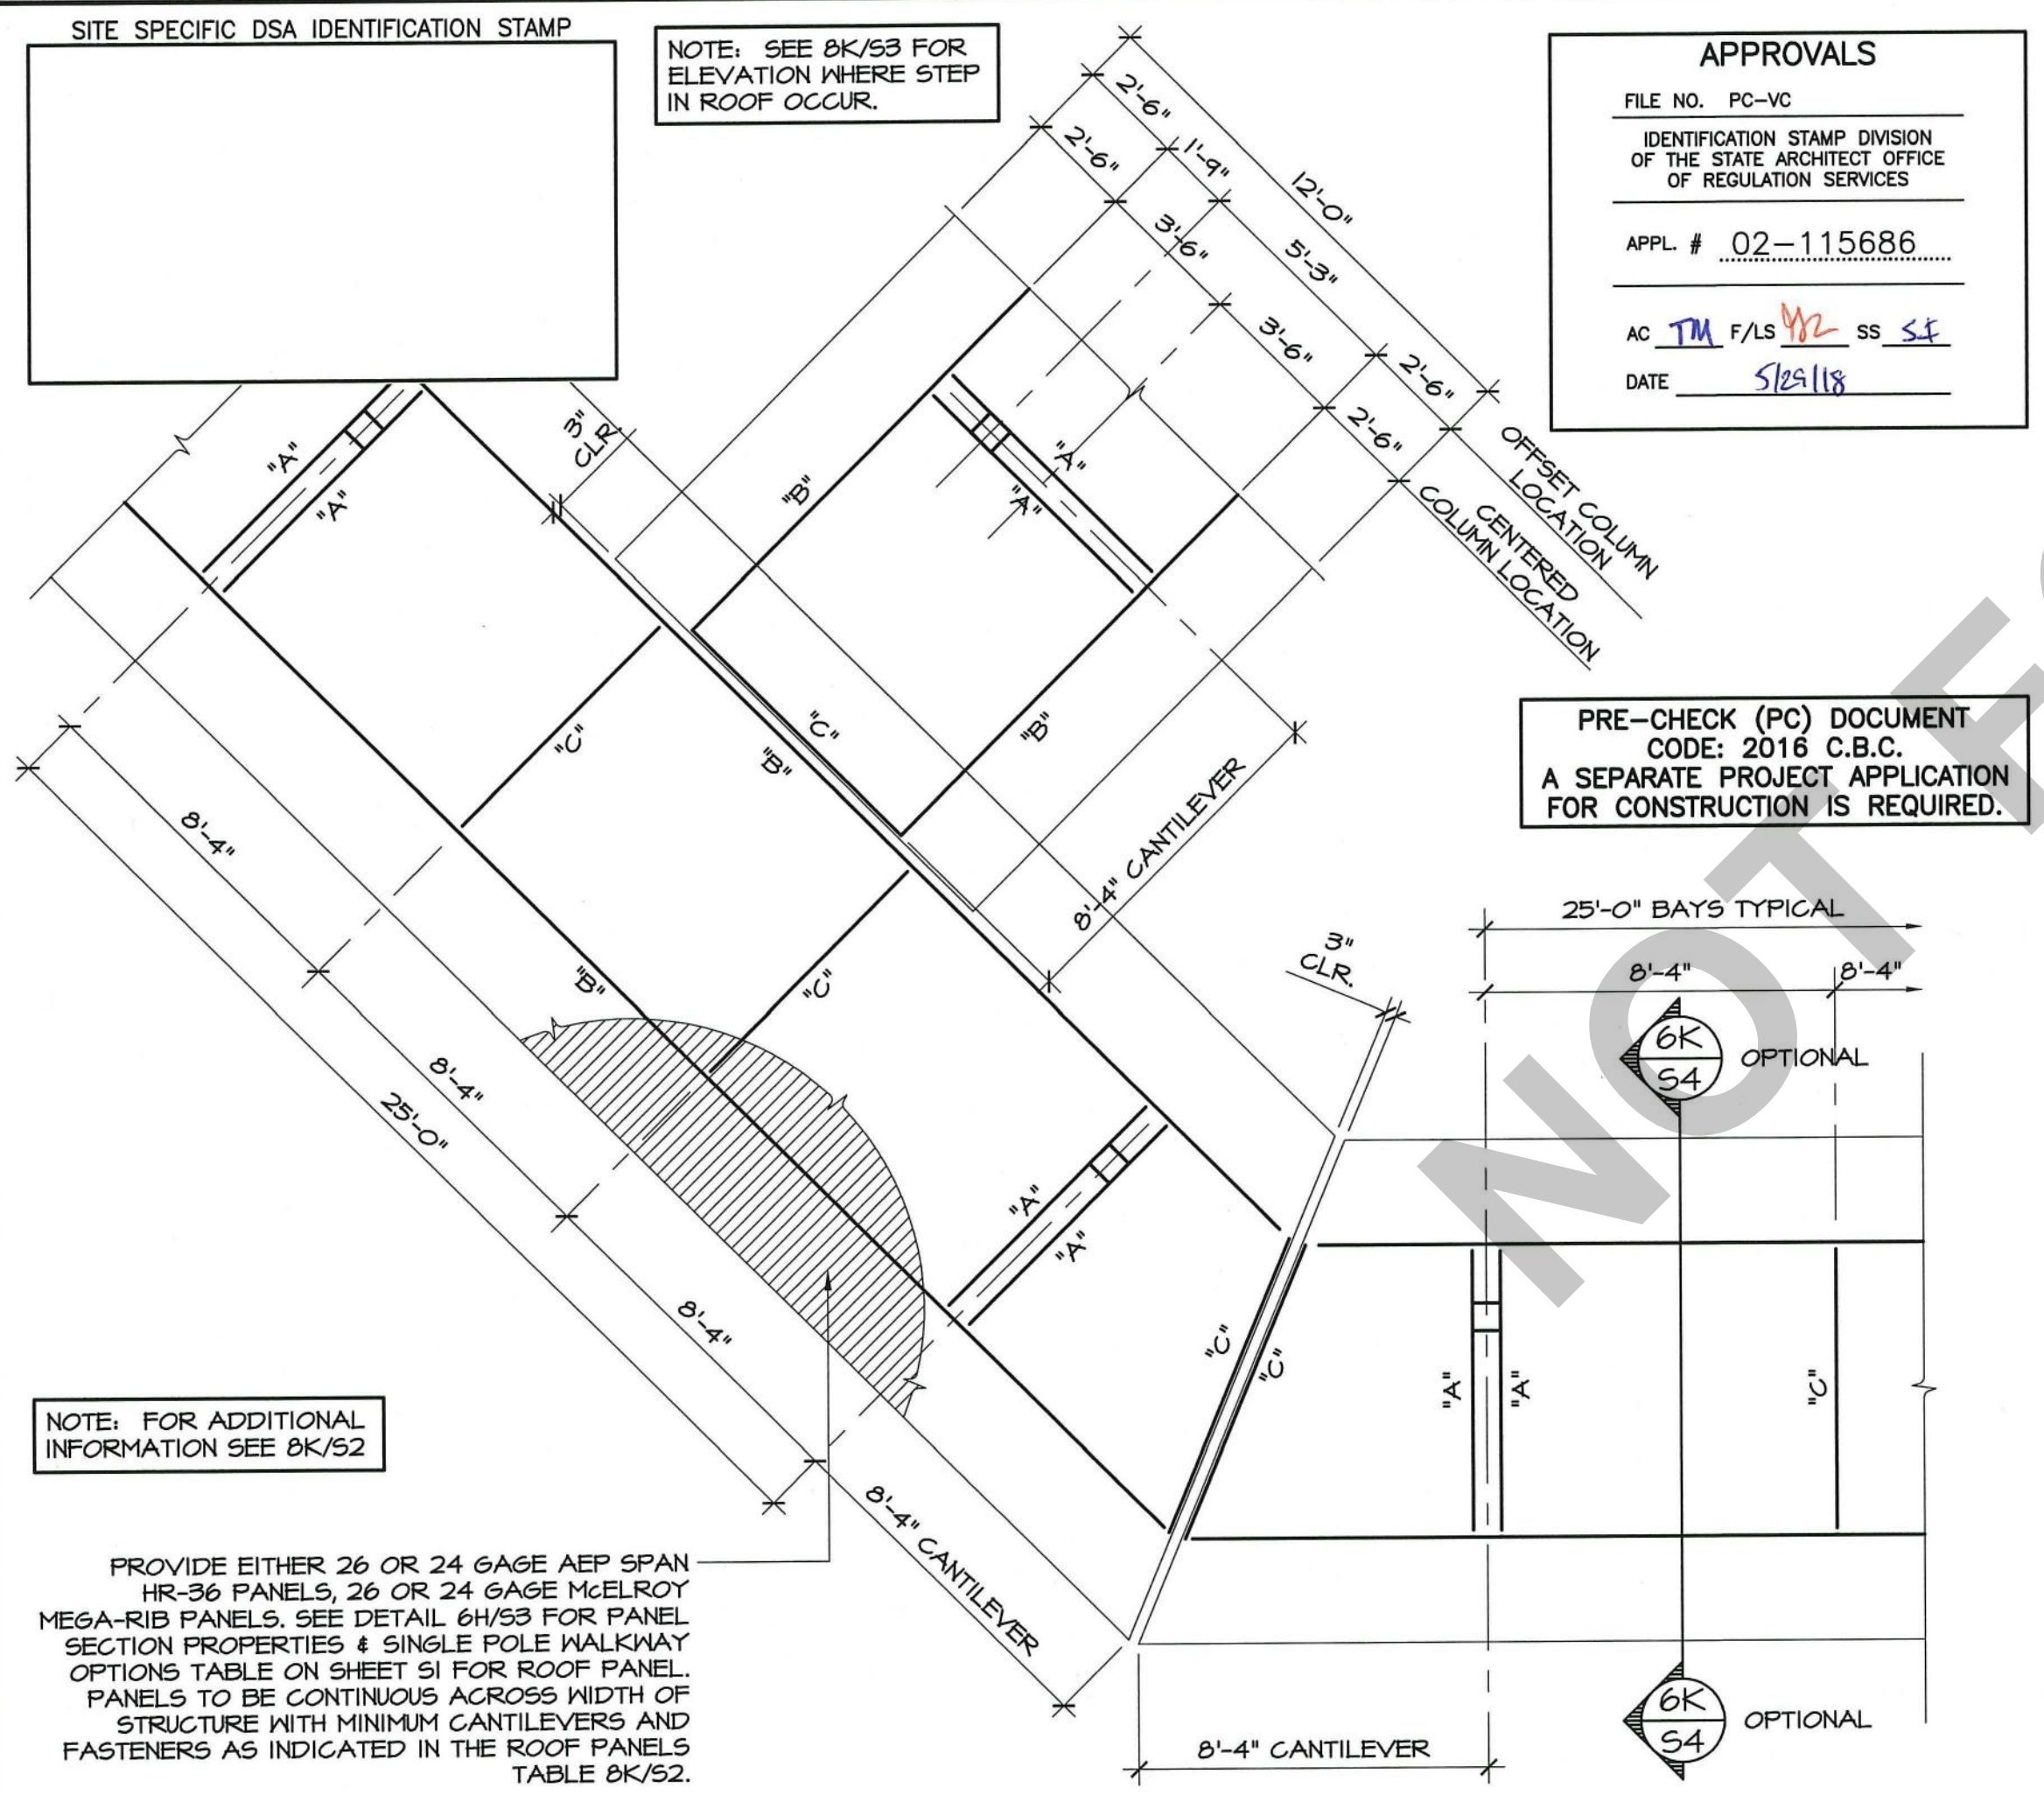 SITE SPECIFIC DSA IDENTIFICATION STAMP
NOTE: SEE 8K/S3 FOR
ELEVATION WHERE STEP
IN ROOF OCCUR.
APPROVALS
FILE NO. PC-VC
IDENTIFICATION STAMP DIVISION
OF THE STATE ARCHITECT OFFICE
OF REGULATION SERVICES
APPL. # 02-115686
AC TM F/LS SS SI
DATE 5/29/18
2'-6"
2'-6"
1'-9"
12'-0"
3'-6"
5'-3"
3'-6"
2'-6"
2'-6"
OFFSET COLUMN
LOCATION
CENTERED
COLUMN LOCATION
3"
CLR.
"A"
"A"
"B"
"A"
"A"
"C"
"B"
"C"
"B"
8'-4" CANTILEVER
PRE-CHECK (PC) DOCUMENT
CODE: 2016 C.B.C.
A SEPARATE PROJECT APPLICATION
FOR CONSTRUCTION IS REQUIRED.
8'-4"
"B"
"C"
8'-4"
25'-0"
8'-4"
"A"
"A"
"C"
"C"
3"
CLR.
25'-0" BAYS TYPICAL
8'-4"
8'-4"
6K
S4
OPTIONAL
"A"
"A"
"C"
NOTE: FOR ADDITIONAL
INFORMATION SEE 8K/S2
8'-4" CANTILEVER
PROVIDE EITHER 26 OR 24 GAGE AEP SPAN
HR-36 PANELS, 26 OR 24 GAGE McELROY
MEGA-RIB PANELS. SEE DETAIL 6H/S3 FOR PANEL
SECTION PROPERTIES & SINGLE POLE WALKWAY
OPTIONS TABLE ON SHEET S1 FOR ROOF PANEL.
PANELS TO BE CONTINUOUS ACROSS WIDTH OF
STRUCTURE WITH MINIMUM CANTILEVERS AND
FASTENERS AS INDICATED IN THE ROOF PANELS
TABLE 8K/S2.
8'-4" CANTILEVER
6K
S4
OPTIONAL
NOT